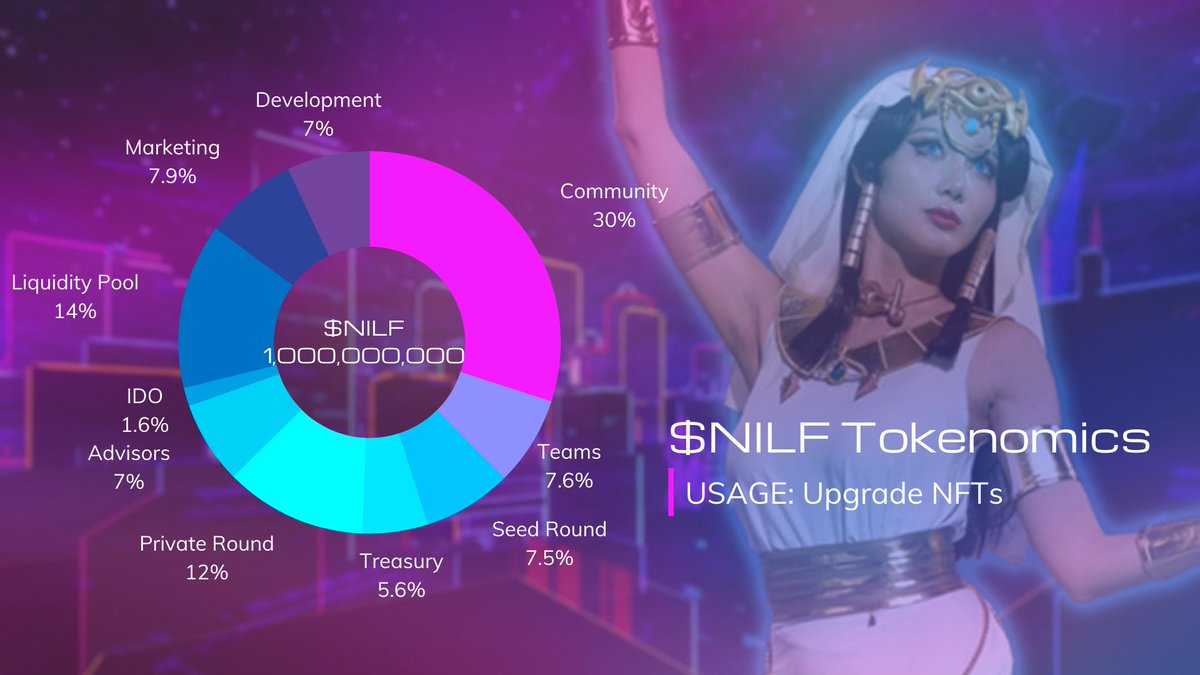 Development
7%
Marketing
7.9%
Community
30%
Liquidity Pool
14%
$NILF
1,000,000,000
IDO
1.6%
Advisors
7%
Teams
7.6%
Private Round
12%
Treasury
5.6%
Seed Round
7.5%
$NILF Tokenomics
USAGE: Upgrade NFTs